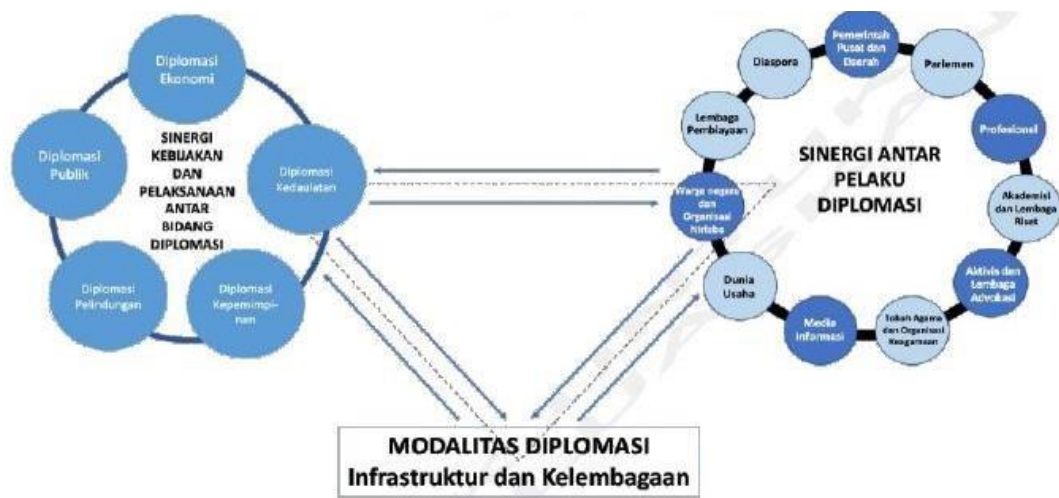 Diplomasi
Ekonomi
SINERGI
KEBIJAKAN
DAN
PELAKSANAAN
ANTAR
BIDANG
DIPLOMASI
Diplomasi
Publik
Diplomasi
Kedaulatan
Diplomasi
Pelindungan
Diplomasi
Kepemimpi-
nan
Pemerintah
Pusat dan
Daerah
Parlemen
Profesional
Akademisi
dan Lembaga
Riset
Aktivis dan
Lembaga
Advokasi
Tokoh Agama
dan Organisasi
Keagamaan
Media
Informasi
Dunia
Usaha
Warga negara
dan
Organisasi
Nirlaba
Lembaga
Pembiayaan
Diaspora
SINERGI ANTAR
PELAKU
DIPLOMASI
MODALITAS DIPLOMASI
Infrastruktur dan Kelembagaan